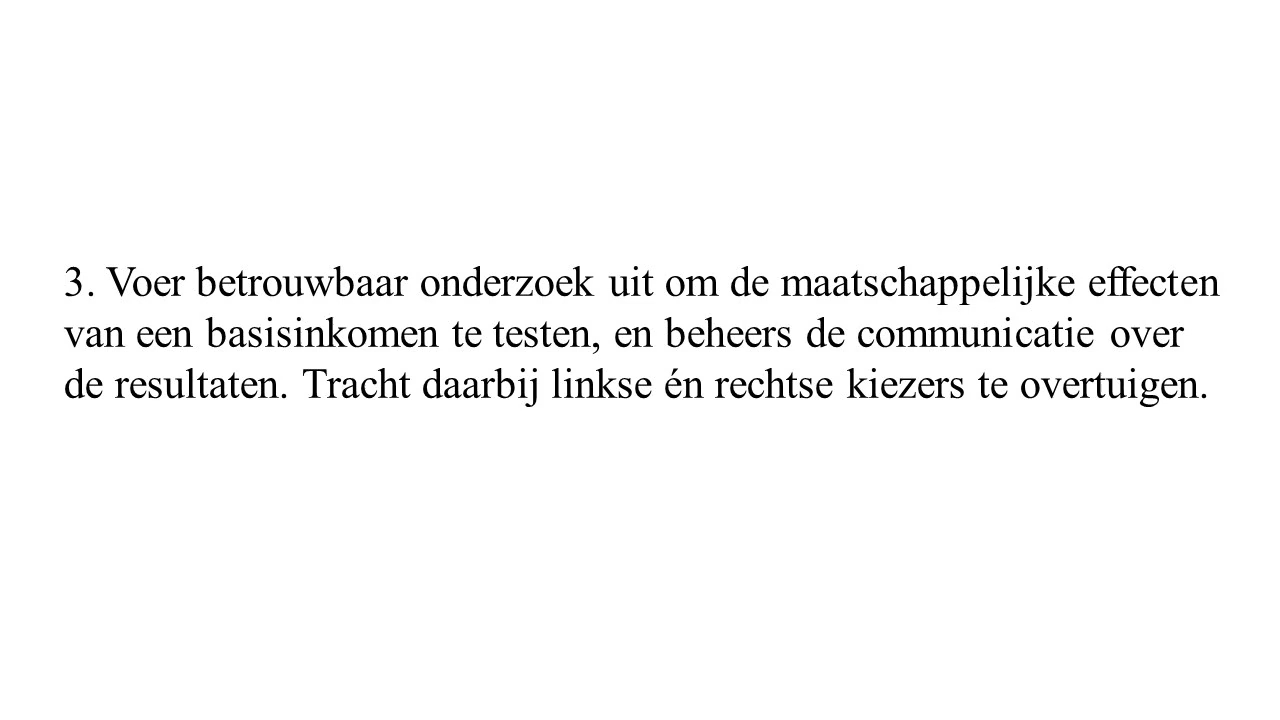 3. Voer betrouwbaar onderzoek uit om de maatschappelijke effecten
van een basisinkomen te testen, en beheers de communicatie over
de resultaten. Tracht daarbij linkse én rechtse kiezers te overtuigen.